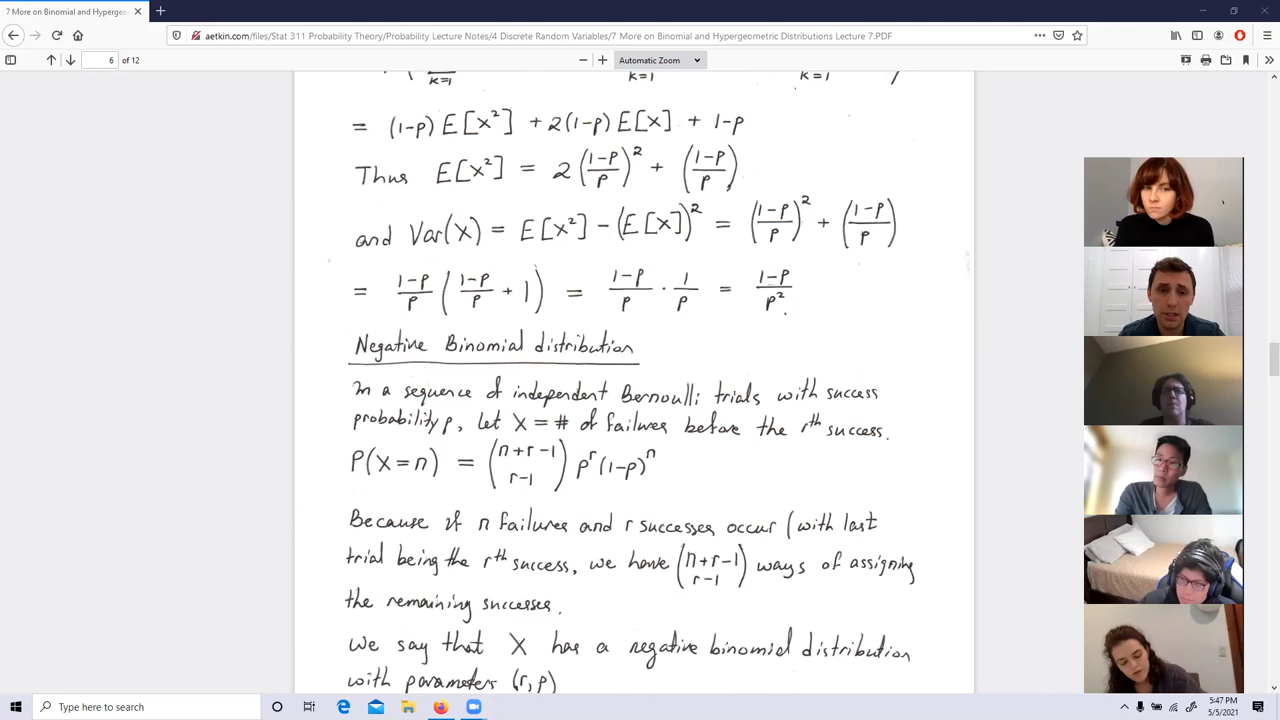 7 More on Binomial and Hypergeo
aetkin.com/files/Stat 311 Probability Theory/Probability Lecture Notes/4 Discrete Random Variables/7 More on Binomial and Hypergeometric Distributions Lecture 7.PDF
6 of 12
Automatic Zoom
k=1 k=1 k=1
= (1-p) E[X²] + 2(1-p) E[X] + 1-p
Thus E[X²] = 2 ((1-p)/p)² + ((1-p)/p),
and Var(X) = E[X²] - (E[X])² = ((1-p)/p)² + ((1-p)/p)
= (1-p)/p ((1-p)/p + 1) = (1-p)/p · 1/p = (1-p)/p².
Negative Binomial distribution
In a sequence of independent Bernoulli trials with success
probability p, let X = # of failures before the rth success.
P(X=n) = (n+r-1 r-1) p^r (1-p)^n
Because if n failures and r successes occur (with last
trial being the rth success, we have (n+r-1 r-1) ways of assigning
the remaining successes.
We say that X has a negative binomial distribution
with parameters (r, p)
Type here to search
5:47 PM
5/5/2021